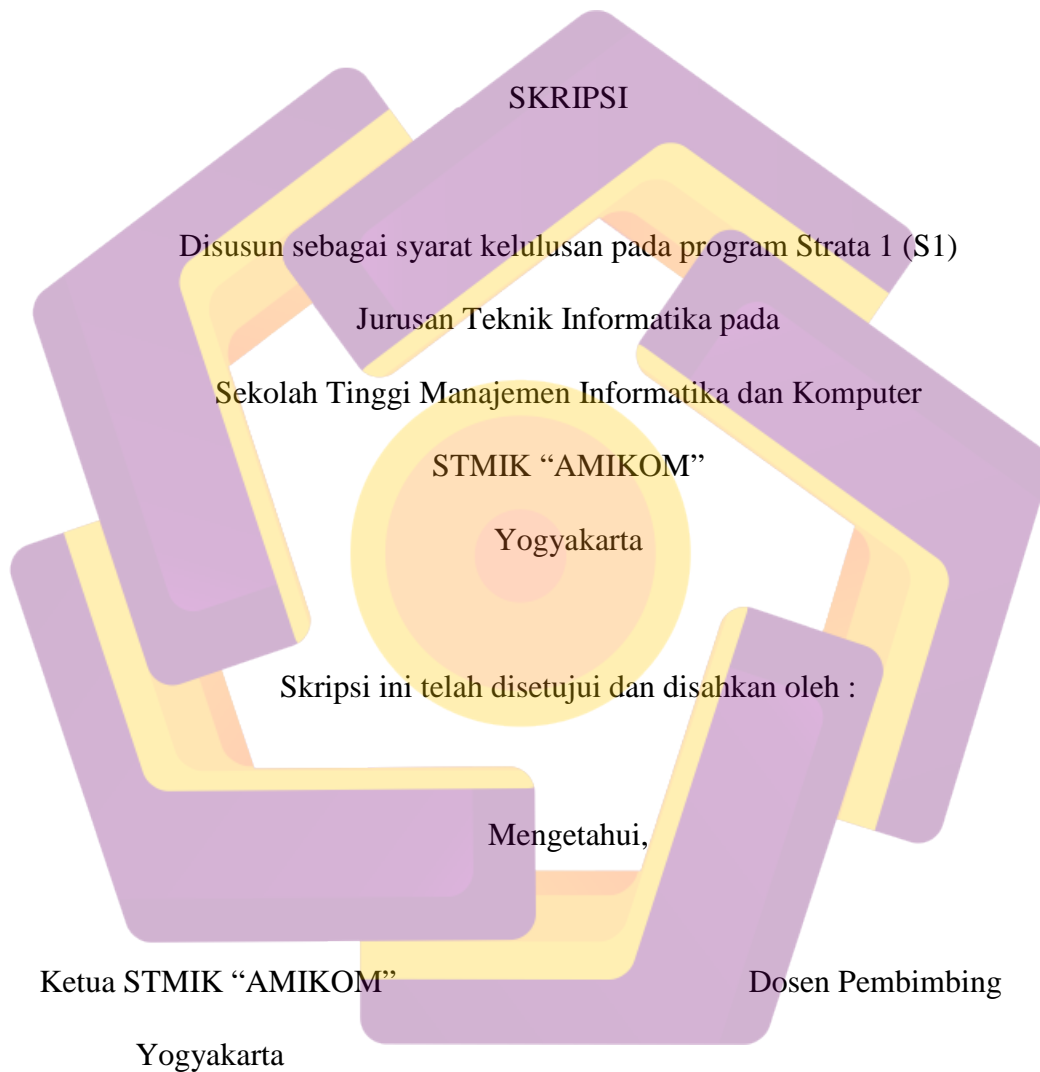 SKRIPSI
Disusun sebagai syarat kelulusan pada program Strata 1 (S1)
Jurusan Teknik Informatika pada
Sekolah Tinggi Manajemen Informatika dan Komputer
STMIK “AMIKOM”
Yogyakarta
Skripsi ini telah disetujui dan disahkan oleh :
Mengetahui,
Ketua STMIK “AMIKOM”
Yogyakarta
Dosen Pembimbing